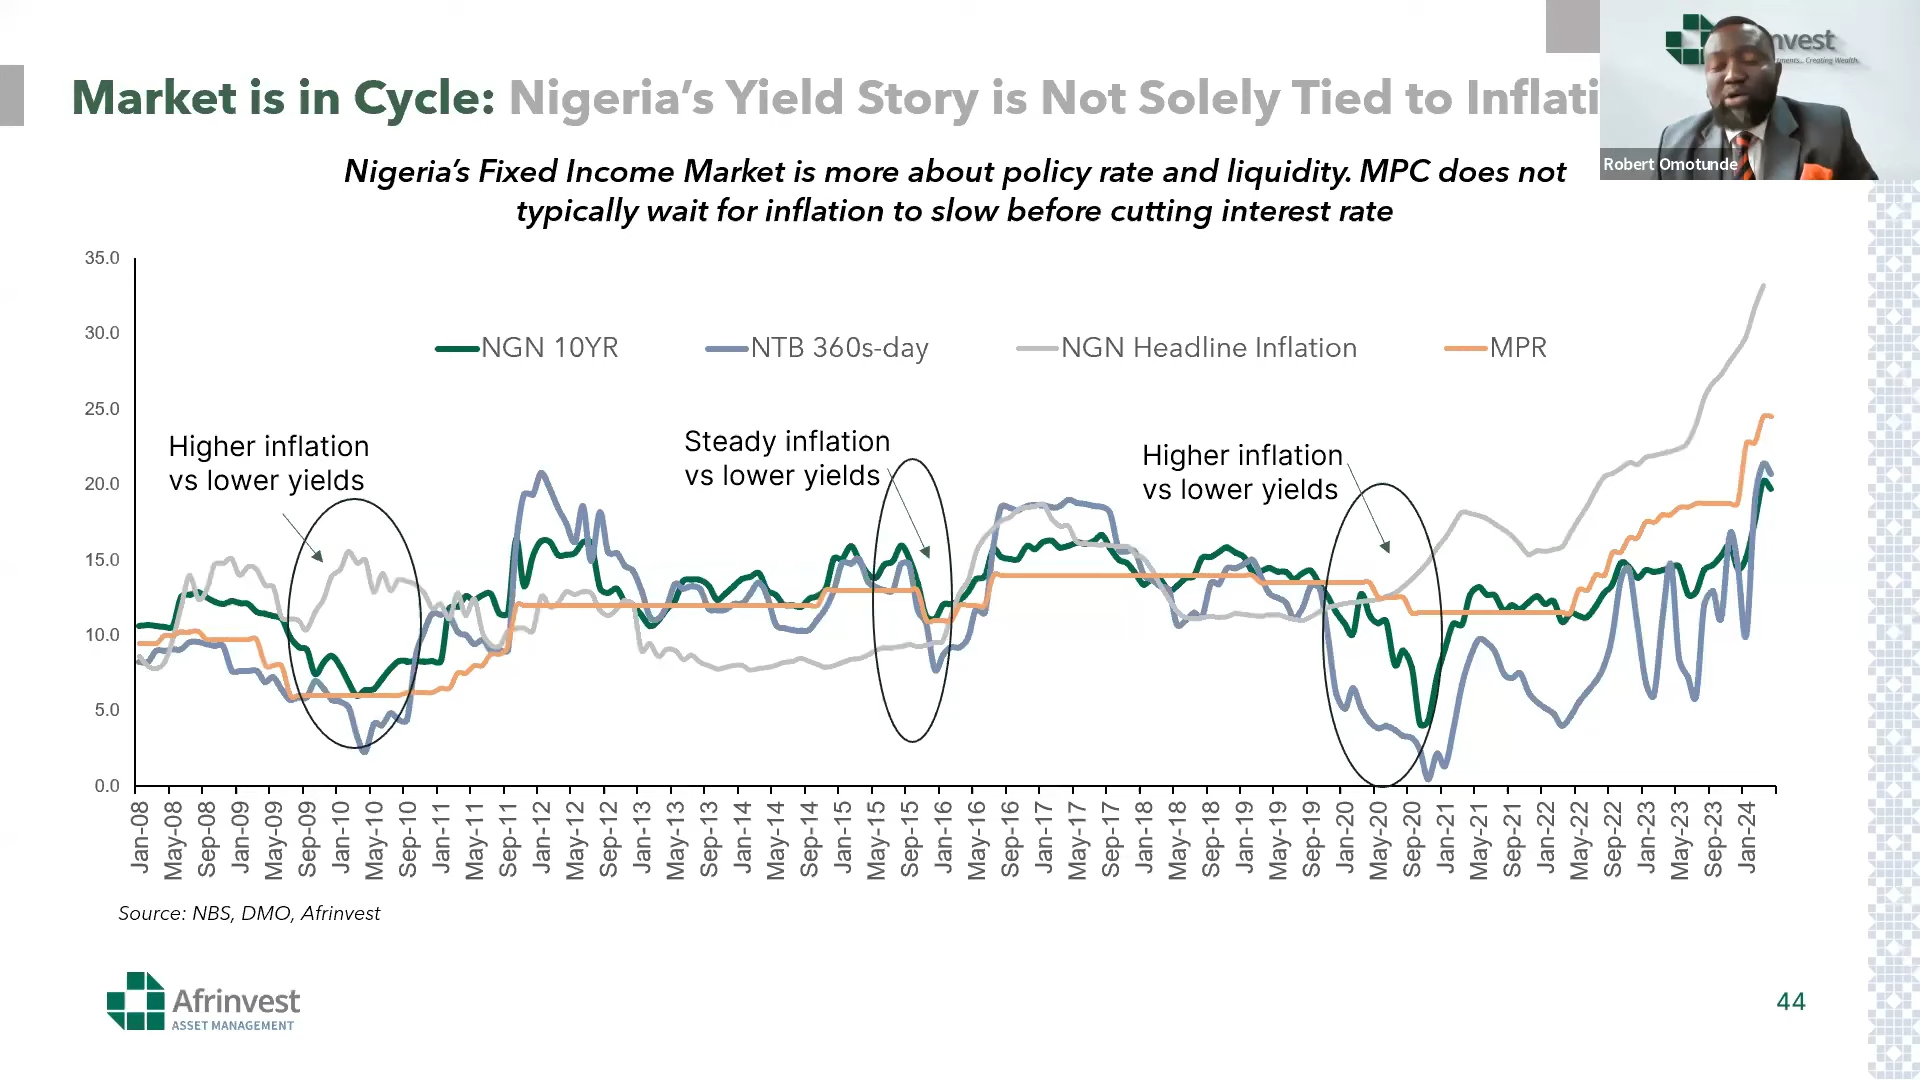 Market is in Cycle: Nigeria's Yield Story is Not Solely Tied to Inflati
nvest
tments... Creating Wealth.
Robert Omotunde
Nigeria's Fixed Income Market is more about policy rate and liquidity. MPC does not
typically wait for inflation to slow before cutting interest rate
35.0
30.0
25.0
20.0
15.0
10.0
5.0
0.0
NGN 10YR NTB 360s-day NGN Headline Inflation MPR
Higher inflation
vs lower yields
Steady inflation
vs lower yields
Higher inflation
vs lower yields
Jan-08 May-08 Sep-08 Jan-09 May-09 Sep-09 Jan-10 May-10 Sep-10 Jan-11 May-11 Sep-11 Jan-12 May-12 Sep-12 Jan-13 May-13 Sep-13 Jan-14 May-14 Sep-14 Jan-15 May-15 Sep-15 Jan-16 May-16 Sep-16 Jan-17 May-17 Sep-17 Jan-18 May-18 Sep-18 Jan-19 May-19 Sep-19 Jan-20 May-20 Sep-20 Jan-21 May-21 Sep-21 Jan-22 May-22 Sep-22 Jan-23 May-23 Sep-23 Jan-24
Source: NBS, DMO, Afrinvest
Afrinvest
ASSET MANAGEMENT
44